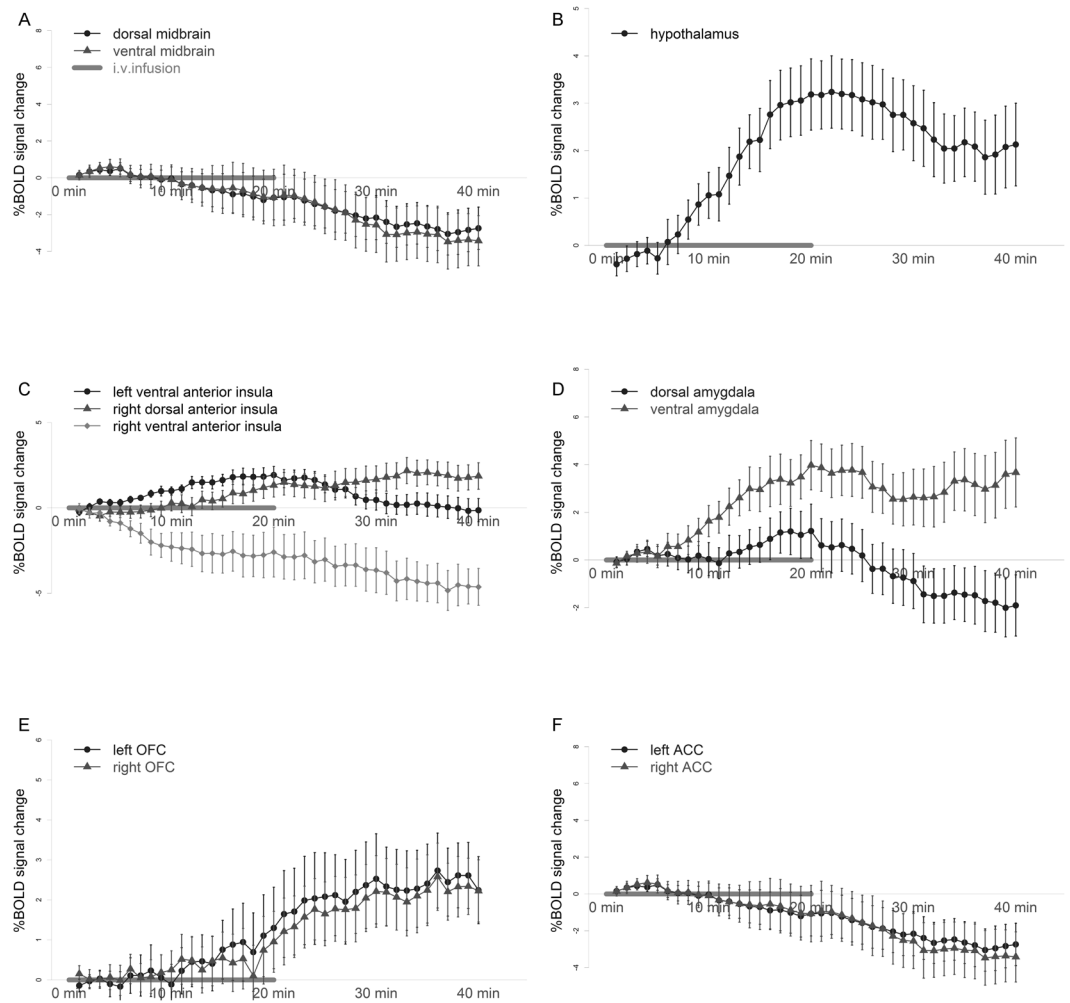 A
dorsal midbrain
ventral midbrain
i.v.infusion
%BOLD signal change
8
6
4
2
0
-2
-4
0 min
10 min
20 min
30 min
40 min
B
hypothalamus
%BOLD signal change
5
4
3
2
1
0
0 min
10 min
20 min
30 min
40 min
C
left ventral anterior insula
right dorsal anterior insula
right ventral anterior insula
%BOLD signal change
5
0
-5
0 min
10 min
20 min
30 min
40 min
D
dorsal amygdala
ventral amygdala
%BOLD signal change
8
6
4
2
0
-2
0 min
10 min
20 min
30 min
40 min
E
left OFC
right OFC
%BOLD signal change
6
5
4
3
2
1
0
0 min
10 min
20 min
30 min
40 min
F
left ACC
right ACC
%BOLD signal change
8
6
4
2
0
-2
-4
0 min
10 min
20 min
30 min
40 min